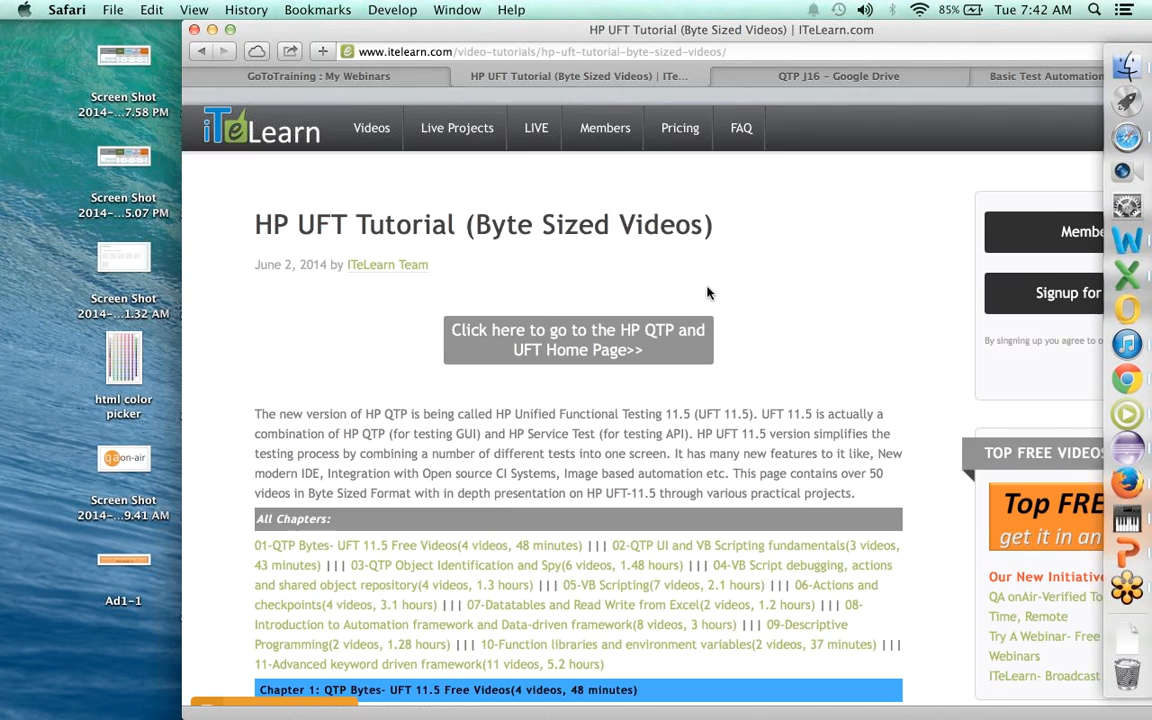 Safari File Edit View History Bookmarks Develop Window Help 85% Tue 7:42 AM
HP UFT Tutorial (Byte Sized Videos) | ITeLearn.com
www.itelearn.com/video-tutorials/hp-uft-tutorial-byte-sized-videos/
GoToTraining : My Webinars
HP UFT Tutorial (Byte Sized Videos) | ITe...
QTP J16 – Google Drive
Basic Test Automation
Screen Shot
2014-...7.58 PM
Screen Shot
2014-...5.07 PM
Screen Shot
2014-...1.32 AM
html color
picker
qa on-air
Screen Shot
2014-...9.41 AM
Ad1-1
iTeLearn
Videos Live Projects LIVE Members Pricing FAQ
HP UFT Tutorial (Byte Sized Videos)
June 2, 2014 by ITeLearn Team
Click here to go to the HP QTP and
UFT Home Page>>
The new version of HP QTP is being called HP Unified Functional Testing 11.5 (UFT 11.5). UFT 11.5 is actually a
combination of HP QTP (for testing GUI) and HP Service Test (for testing API). HP UFT 11.5 version simplifies the
testing process by combining a number of different tests into one screen. It has many new features to it like, New
modern IDE, Integration with Open source CI Systems, Image based automation etc. This page contains over 50
videos in Byte Sized Format with in depth presentation on HP UFT-11.5 through various practical projects.
All Chapters:
01-QTP Bytes- UFT 11.5 Free Videos(4 videos, 48 minutes) ||| 02-QTP UI and VB Scripting fundamentals(3 videos,
43 minutes) ||| 03-QTP Object Identification and Spy(6 videos, 1.48 hours) ||| 04-VB Script debugging, actions
and shared object repository(4 videos, 1.3 hours) ||| 05-VB Scripting(7 videos, 2.1 hours) ||| 06-Actions and
checkpoints(4 videos, 3.1 hours) ||| 07-Datatables and Read Write from Excel(2 videos, 1.2 hours) ||| 08-
Introduction to Automation framework and Data-driven framework(8 videos, 3 hours) ||| 09-Descriptive
Programming(2 videos, 1.28 hours) ||| 10-Function libraries and environment variables(2 videos, 37 minutes) |||
11-Advanced keyword driven framework(11 videos, 5.2 hours)
Chapter 1: QTP Bytes- UFT 11.5 Free Videos(4 videos, 48 minutes)
Membe
Signup for
By singning up you agree to o
TOP FREE VIDEOS
Top FRE
get it in an
Our New Initiativ
QA onAir-Verified To
Time, Remote
Try A Webinar- Free
Webinars
ITeLearn- Broadcast